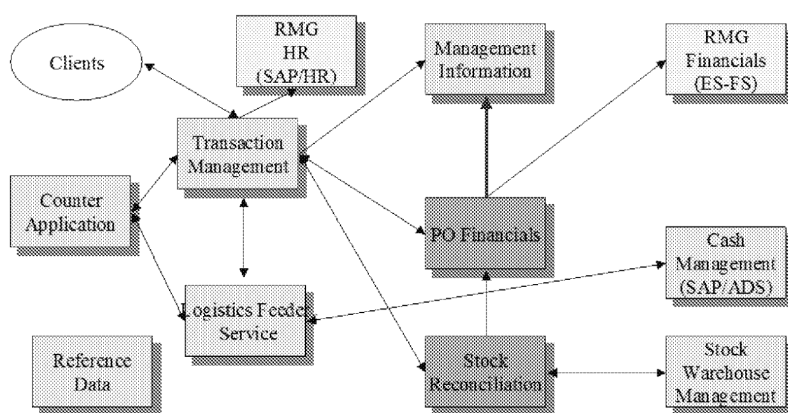 Clients
RMG
HR
(SAP/HR)
Management
Information
RMG
Financials
(ES-FS)
Transaction
Management
Counter
Application
PO Financials
Cash
Management
(SAP/ADS)
Logistics Feeder
Service
Reference
Data
Stock
Reconciliation
Stock
Warehouse
Management